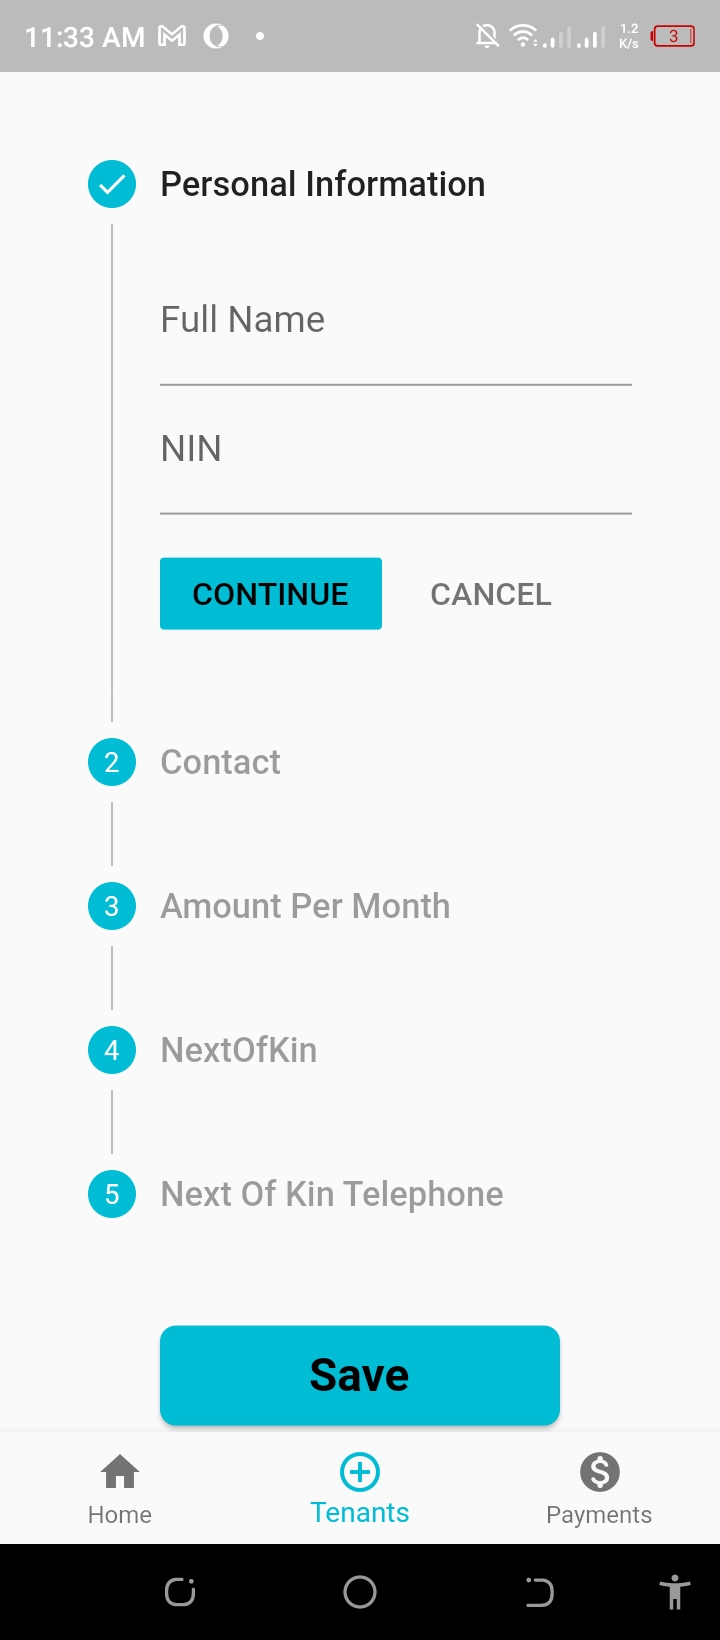 11:33 AM
1.2
K/s
3
Personal Information
Full Name
NIN
CONTINUE CANCEL
2 Contact
3 Amount Per Month
4 NextOfKin
5 Next Of Kin Telephone
Save
Home Tenants Payments